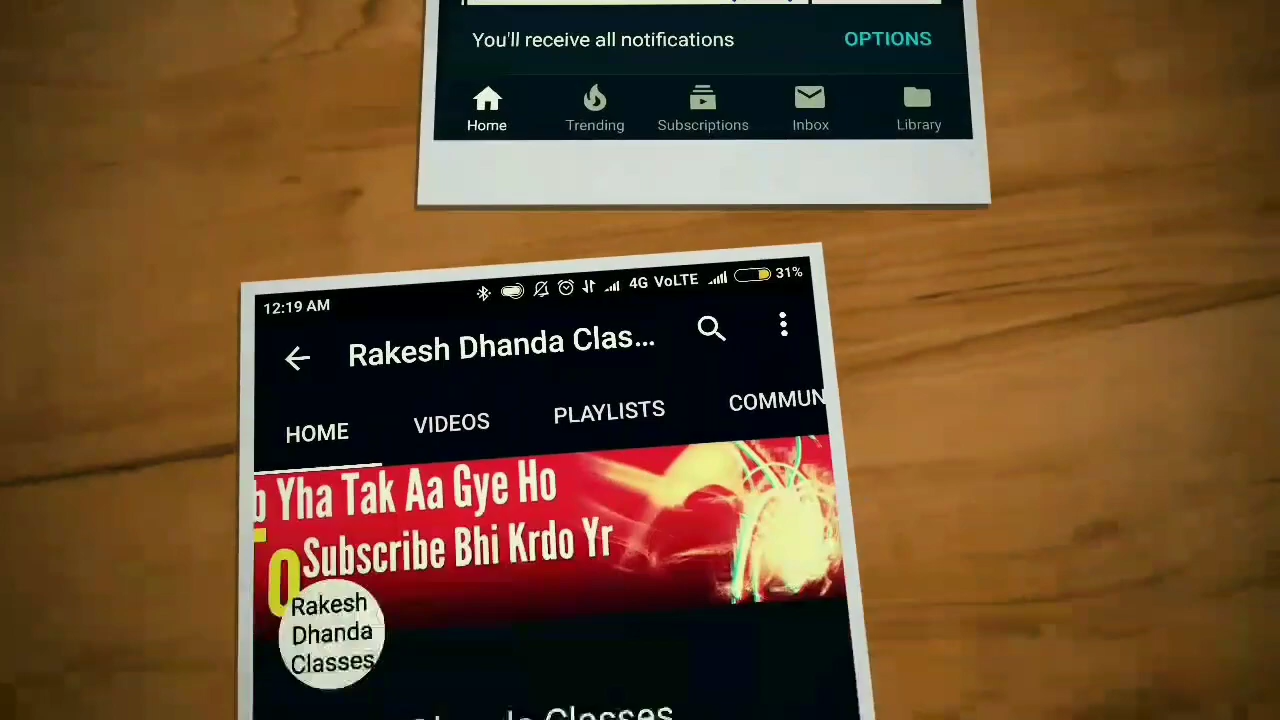 You'll receive all notifications OPTIONS
Home Trending Subscriptions Inbox Library
12:19 AM 4G VoLTE 31%
Rakesh Dhanda Clas...
HOME VIDEOS PLAYLISTS COMMUN
Yha Tak Aa Gye Ho
To Subscribe Bhi Krdo Yr
Rakesh
Dhanda
Classes
Classes